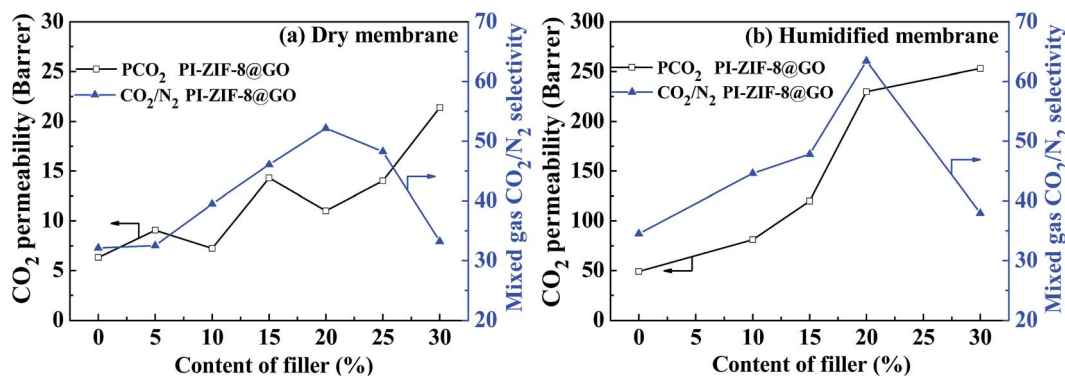 (a) Dry membrane
PCO₂ PI-ZIF-8@GO
CO₂/N₂ PI-ZIF-8@GO
CO₂ permeability (Barrer)
30
25
20
15
10
5
0
Mixed gas CO₂/N₂ selectivity
70
60
50
40
30
20
0 5 10 15 20 25 30
Content of filler (%)
(b) Humidified membrane
PCO₂ PI-ZIF-8@GO
CO₂/N₂ PI-ZIF-8@GO
CO₂ permeability (Barrer)
300
250
200
150
100
50
0
Mixed gas CO₂/N₂ selectivity
70
60
50
40
30
20
0 5 10 15 20 25 30
Content of filler (%)